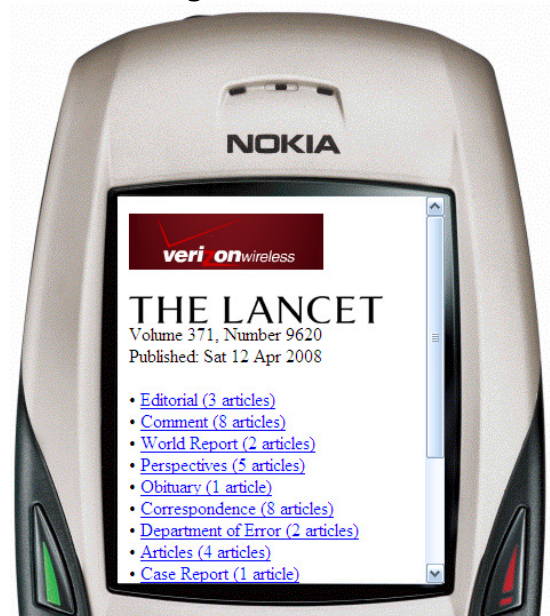 NOKIA
verizonwireless
THE LANCET
Volume 371, Number 9620
Published: Sat 12 Apr 2008
• Editorial (3 articles)
• Comment (8 articles)
• World Report (2 articles)
• Perspectives (5 articles)
• Obituary (1 article)
• Correspondence (8 articles)
• Department of Error (2 articles)
• Articles (4 articles)
• Case Report (1 article)